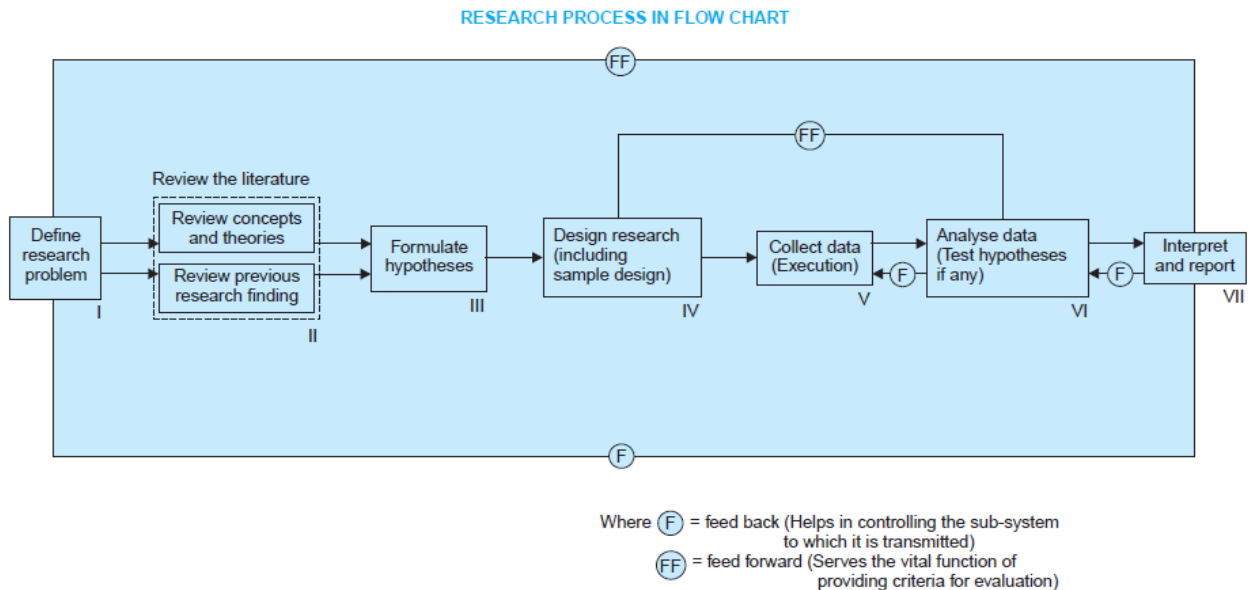 RESEARCH PROCESS IN FLOW CHART
FF
FF
Review the literature
Define
research
problem
I
Review concepts
and theories
Review previous
research finding
II
Formulate
hypotheses
III
Design research
(including
sample design)
IV
Collect data
(Execution)
V
F
Analyse data
(Test hypotheses
if any)
VI
F
Interpret
and report
VII
F
Where F = feed back (Helps in controlling the sub-system
to which it is transmitted)
FF = feed forward (Serves the vital function of
providing criteria for evaluation)